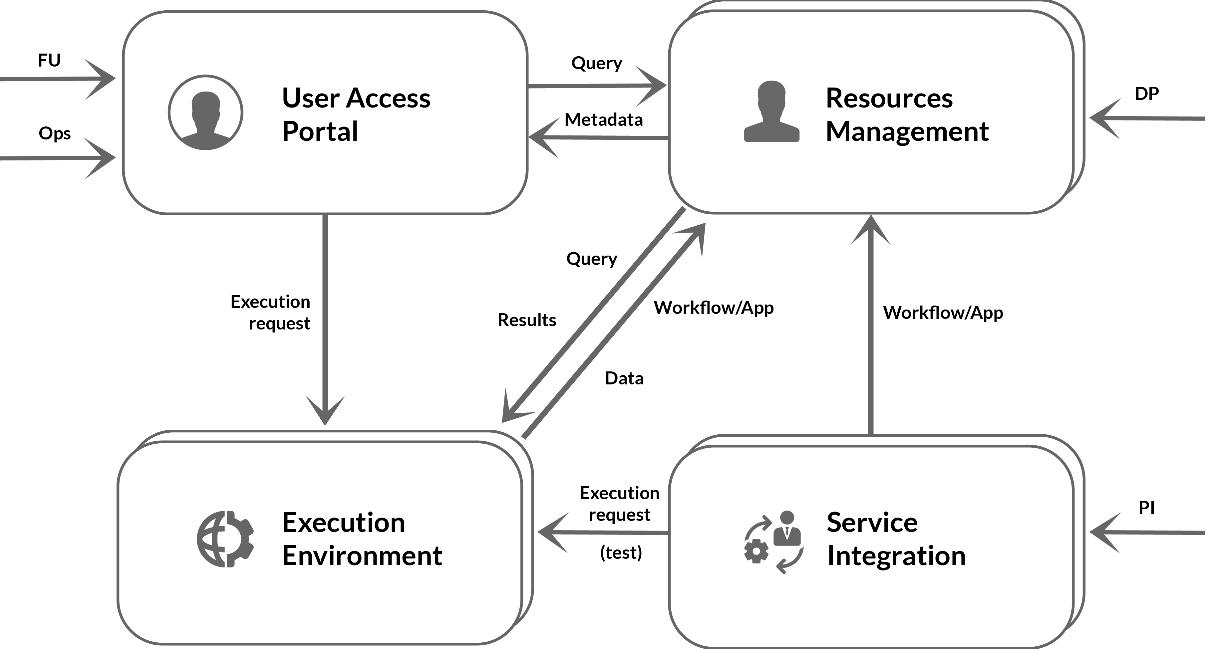 FU
Ops
User Access
Portal
Query
Metadata
Resources
Management
DP
Execution
request
Query
Results
Workflow/App
Data
Workflow/App
Execution
Environment
Execution
request
(test)
Service
Integration
PI